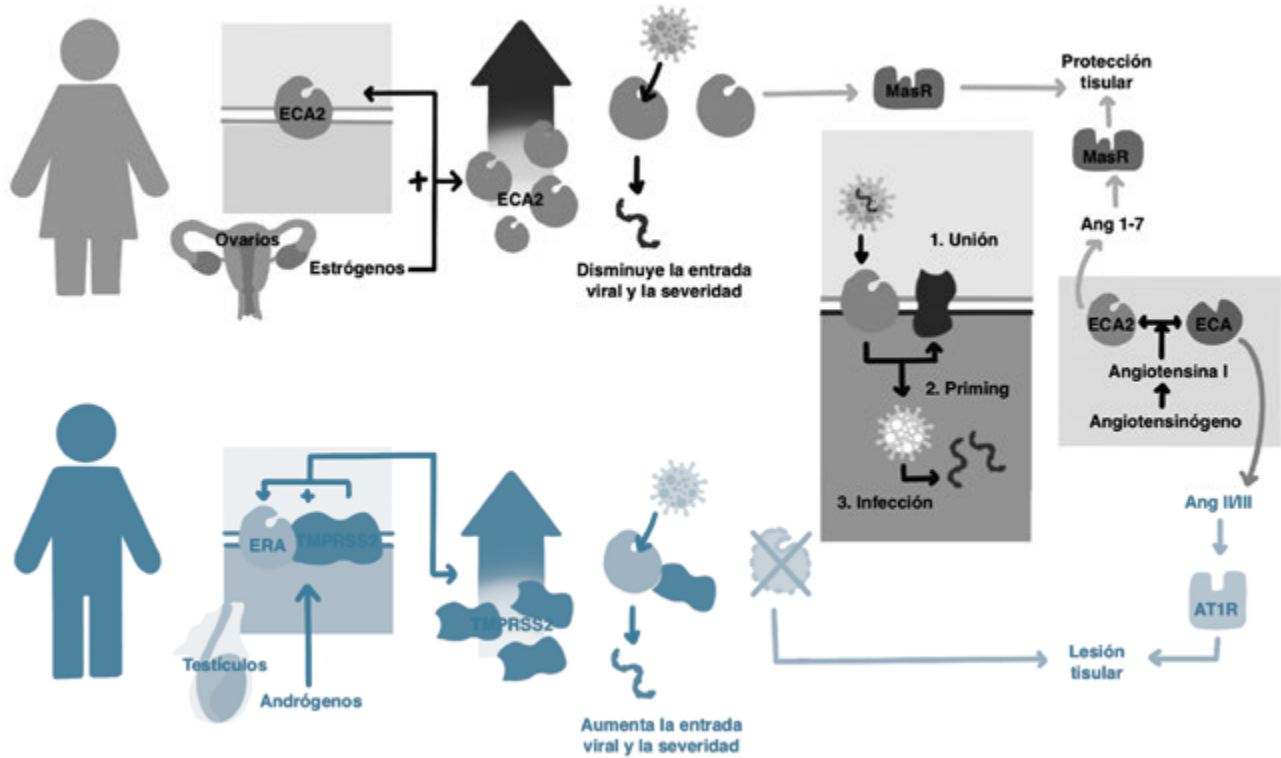 ECA2
Ovarios
Estrógenos
+
ECA2
Disminuye la entrada
viral y la severidad
MasR
Protección
tisular
MasR
Ang 1-7
1. Unión
2. Priming
3. Infección
ECA2
ECA
Angiotensina I
Angiotensinógeno
Ang II/III
AT1R
Lesión
tisular
+
ERA
TMPRSS2
Testículos
Andrógenos
TMPRSS2
Aumenta la entrada
viral y la severidad